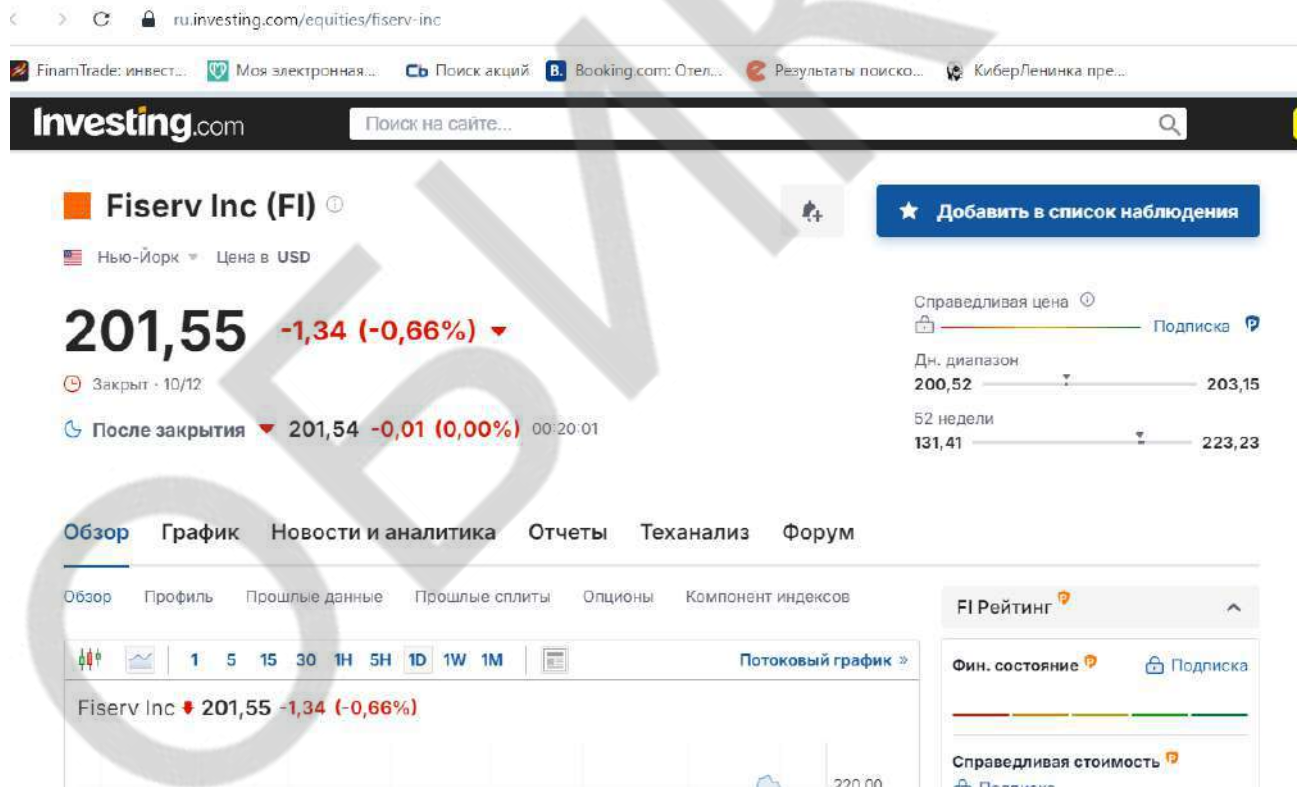 ru.investing.com/equities/fiserv-inc
FinamTrade: инвест... Моя электронная... Сь Поиск акций B. Booking.com: Отел... Результаты поиско... КиберЛенинка пре...
Investing.com Поиск на сайте...
Fiserv Inc (FI)
Добавить в список наблюдения
Нью-Йорк Цена в USD
201,55 -1,34 (-0,66%)
Закрыт · 10/12
После закрытия 201,54 -0,01 (0,00%) 00:20:01
Справедливая цена
Подписка
Дн. диапазон
200,52 203,15
52 недели
131,41 223,23
Обзор График Новости и аналитика Отчеты Теханализ Форум
Обзор Профиль Прошлые данные Прошлые сплиты Опционы Компонент индексов
1 5 15 30 1H 5H 1D 1W 1M Потоковый график »
Fiserv Inc 201,55 -1,34 (-0,66%)
220,00
FI Рейтинг
Фин. состояние Подписка
Справедливая стоимость
Подписка
ОБИК